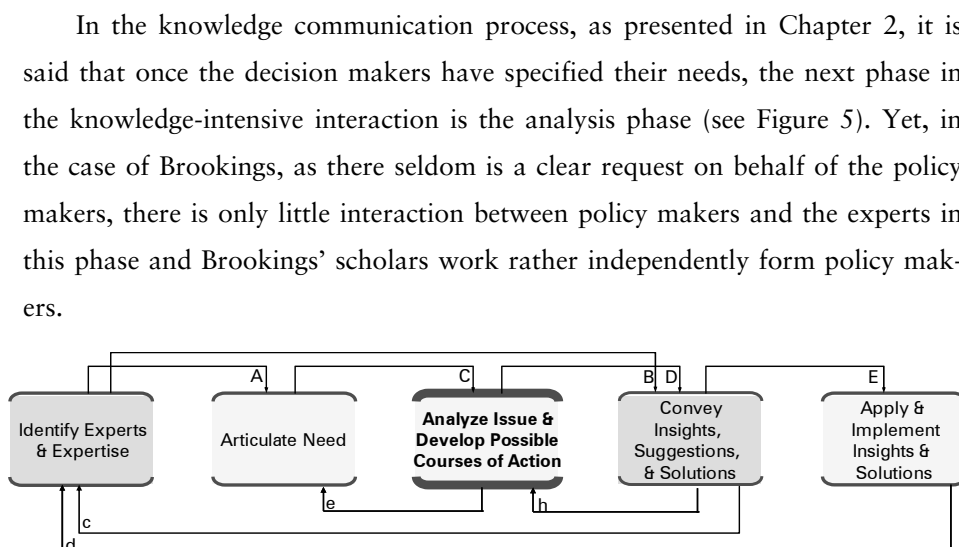 In the knowledge communication process, as presented in Chapter 2, it is
said that once the decision makers have specified their needs, the next phase in
the knowledge-intensive interaction is the analysis phase (see Figure 5). Yet, in
the case of Brookings, as there seldom is a clear request on behalf of the policy
makers, there is only little interaction between policy makers and the experts in
this phase and Brookings’ scholars work rather independently form policy mak-
ers.
A
C
B D
E
Identify Experts
& Expertise
Articulate Need
Analyze Issue &
Develop Possible
Courses of Action
Convey
Insights,
Suggestions,
& Solutions
Apply &
Implement
Insights &
Solutions
e
h
c
d